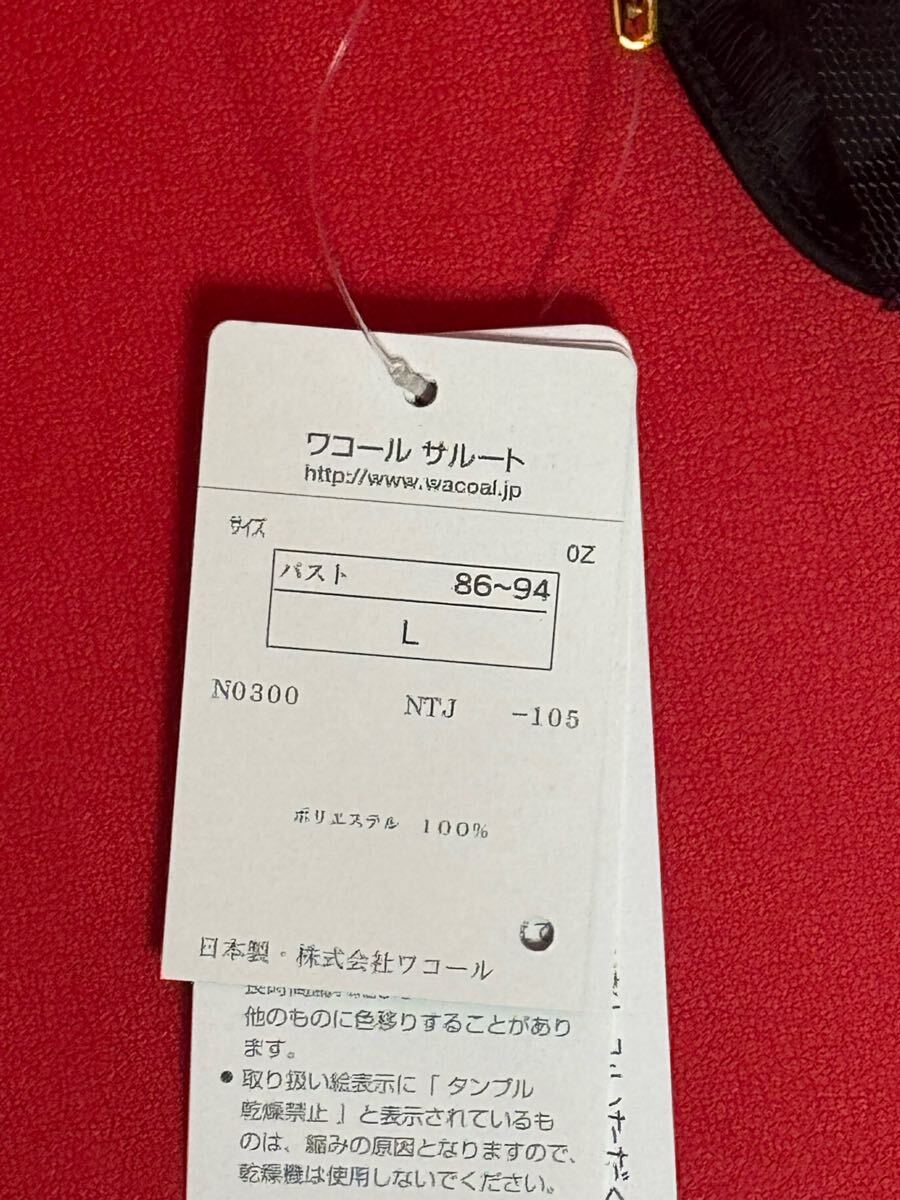 ワコール サルート
http://www.wacoal.jp
サイズ
OZ
バスト 86~94
L
N0300 NTJ -105
ポリエステル 100%
日本製・株式会社ワコール
他のものに色移りすることがあり
ます。
● 取り扱い絵表示に「タンブル
乾燥禁止」と表示されているも
のは、縮みの原因となりますので、
乾燥機は使用しないでください。